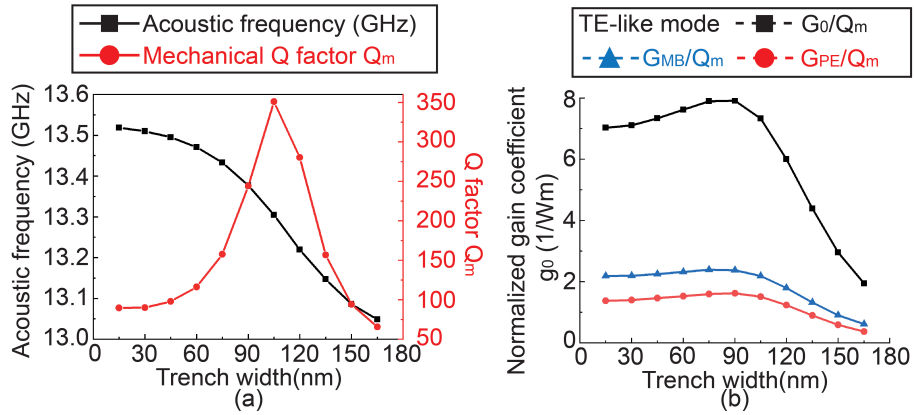 Acoustic frequency (GHz)
Mechanical Q factor Qm
Acoustic frequency (GHz)
13.6
13.5
13.4
13.3
13.2
13.1
13.0
350
300
250
200
150
100
50
Q factor Qm
0 30 60 90 120 150 180
Trench width(nm)
(a)
TE-like mode G0/Qm
GMB/Qm GPE/Qm
Normalized gain coefficient
g0 (1/Wm)
8
6
4
2
0
0 30 60 90 120 150 180
Trench width(nm)
(b)